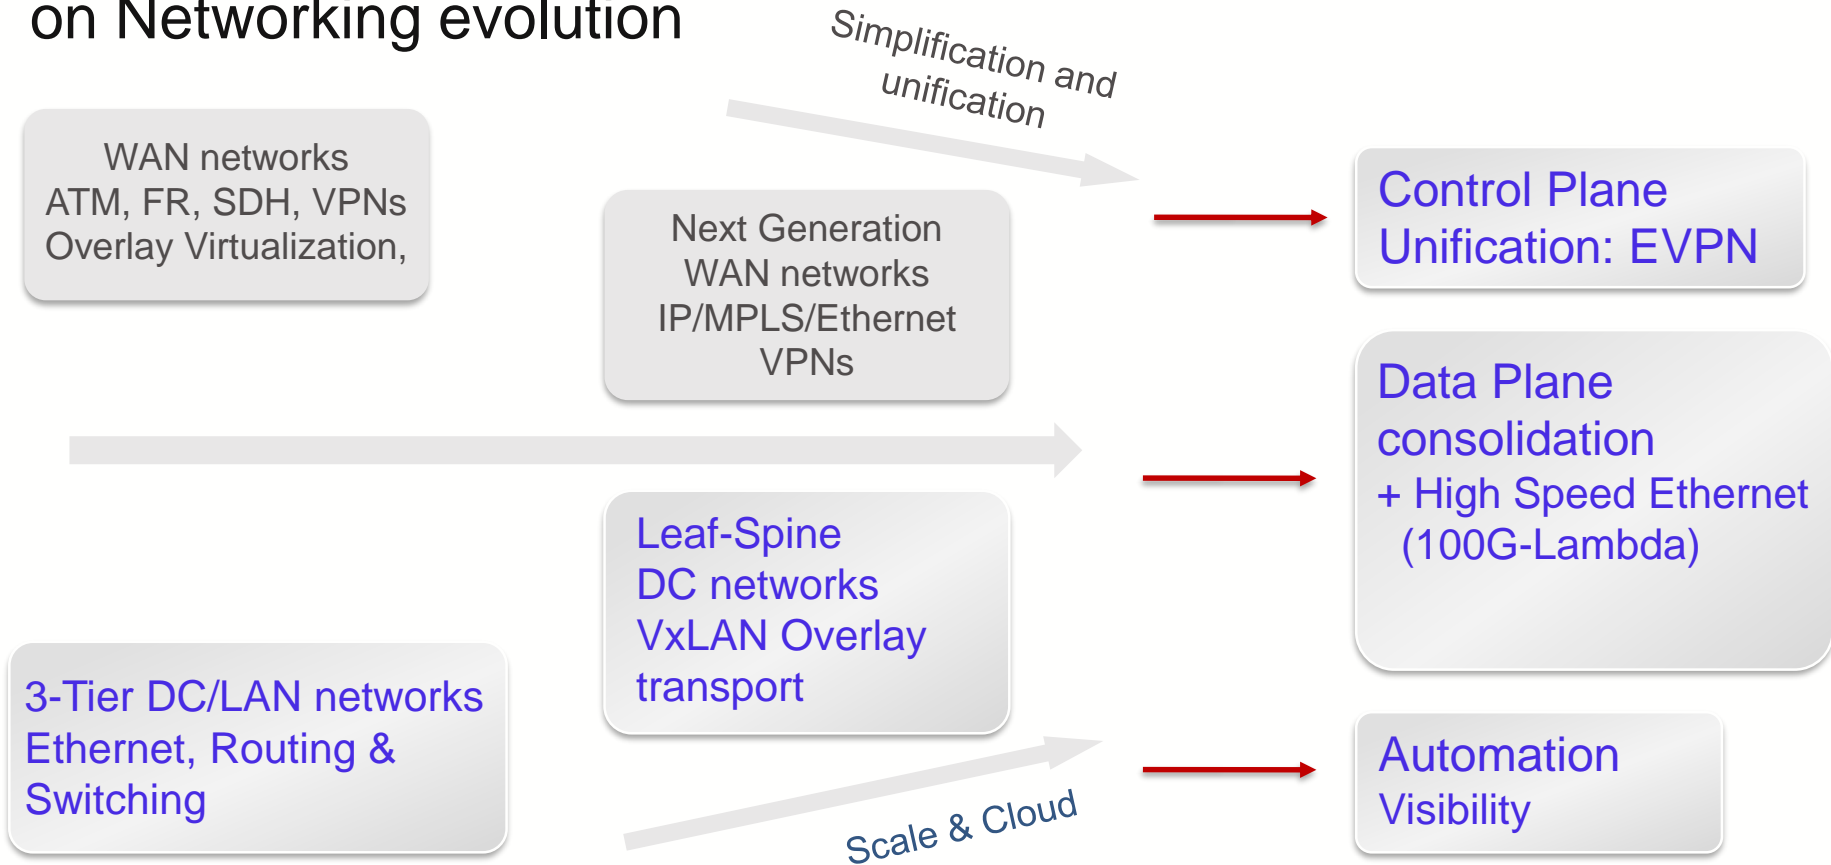 on Networking evolution
Simplification and
unification
WAN networks
ATM, FR, SDH, VPNs
Overlay Virtualization,
Next Generation
WAN networks
IP/MPLS/Ethernet
VPNs
Control Plane
Unification: EVPN
Data Plane
consolidation
+ High Speed Ethernet
(100G-Lambda)
Leaf-Spine
DC networks
VxLAN Overlay
transport
3-Tier DC/LAN networks
Ethernet, Routing &
Switching
Scale & Cloud
Automation
Visibility